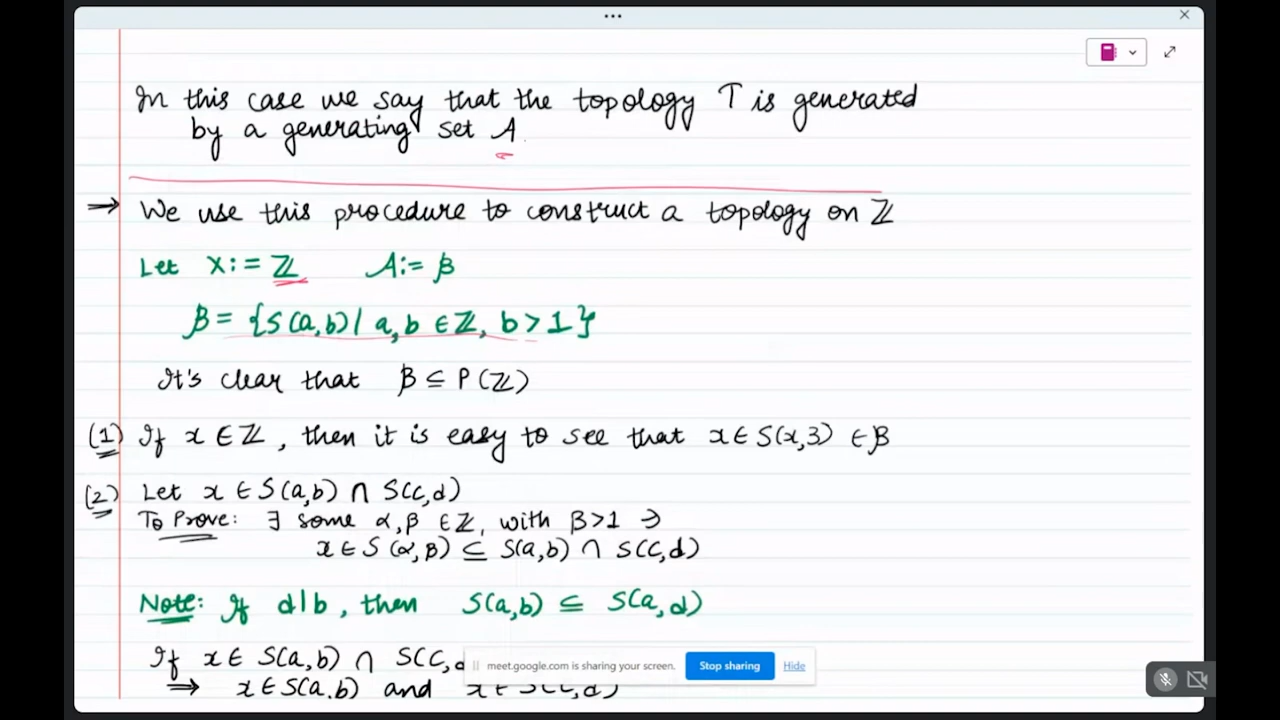 In this case we say that the topology T is generated
by a generating set A.
⇒ We use this procedure to construct a topology on ℤ
Let X := ℤ A := β
β = {S(a,b) | a,b ∈ ℤ, b > 1}
It's clear that β ⊆ P(ℤ)
(1) If x ∈ ℤ, then it is easy to see that x ∈ S(x,3) ∈ β
(2) Let x ∈ S(a,b) ∩ S(c,d)
To Prove: ∃ some α, β ∈ ℤ, with β > 1 ∋
x ∈ S(α, β) ⊆ S(a,b) ∩ S(c,d)
Note: If d|b, then S(a,b) ⊆ S(a,d)
If x ∈ S(a,b) ∩ S(c,d
meet.google.com is sharing your screen. Stop sharing Hide
⇒ x ∈ S(a,b) and x ∈ S(c,d)